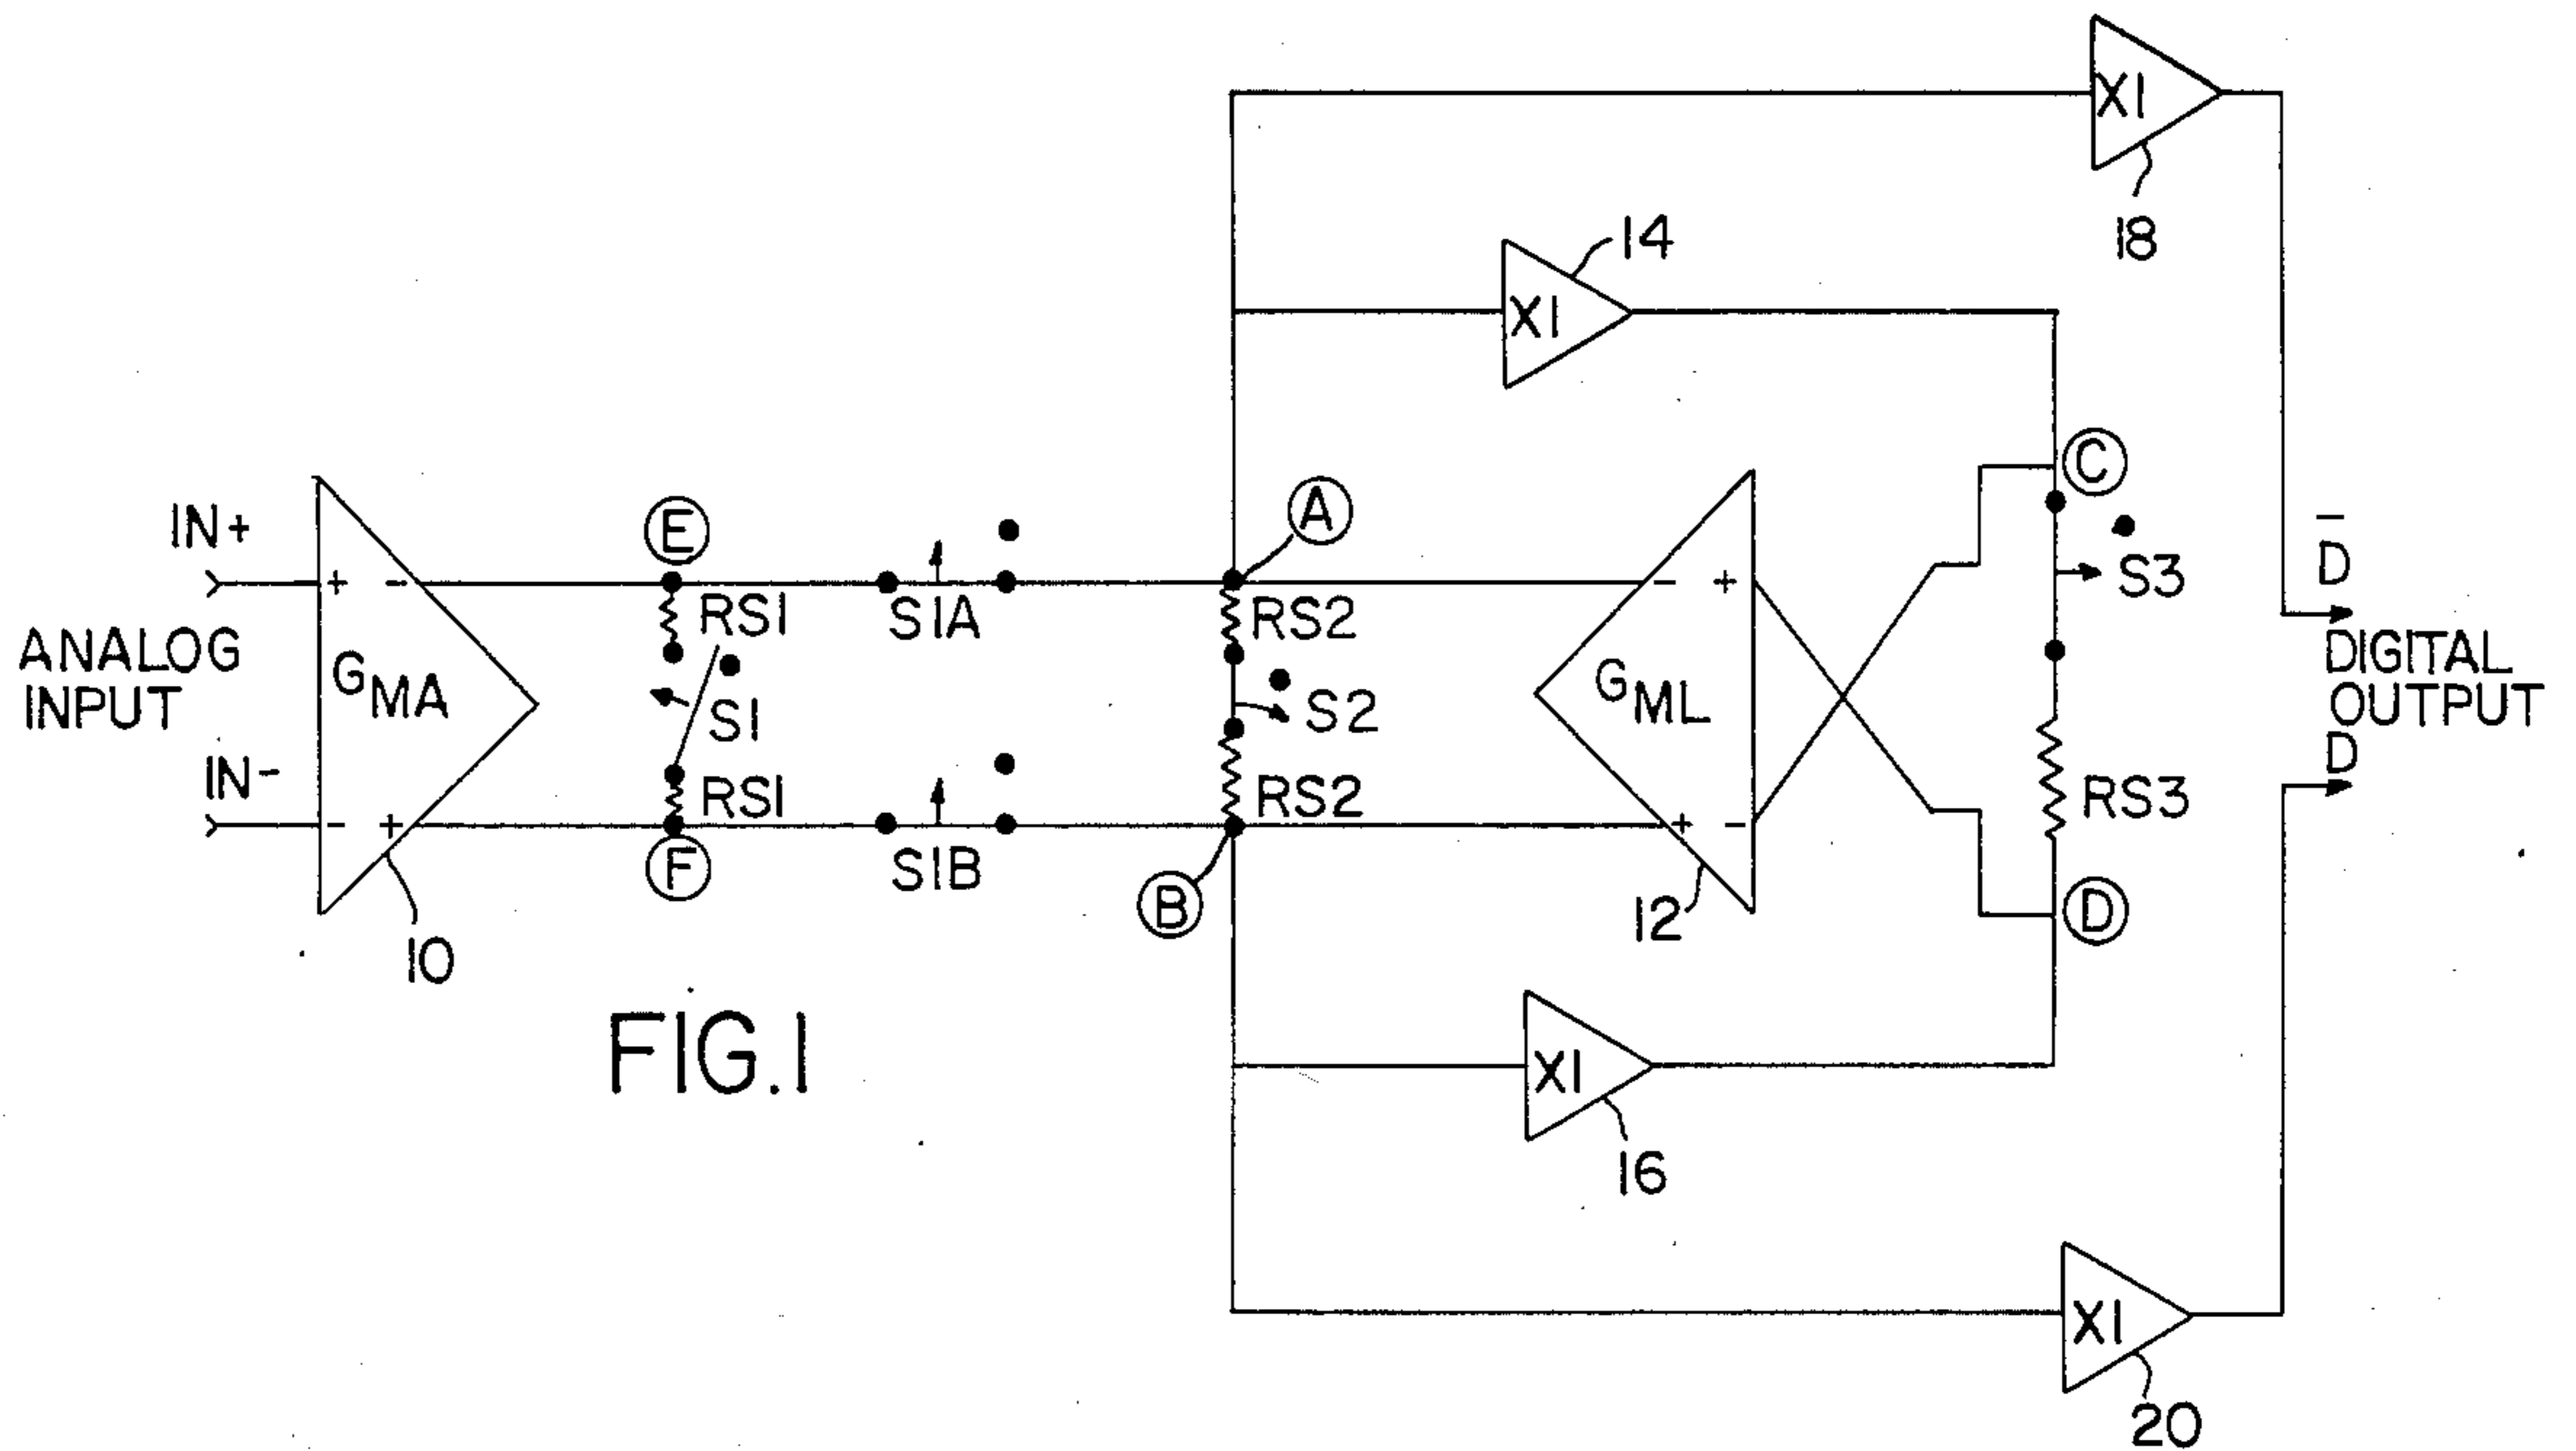 X1
18
14
X1
C
A
IN+
E
D
+ -
- +
S3
RS1
S1A
RS2
ANALOG
INPUT
GMA
S1
S2
GML
DIGITAL
OUTPUT
D
IN-
RS1
RS2
RS3
- +
+ -
F
S1B
B
12
D
10
FIG.1
X1
16
X1
20